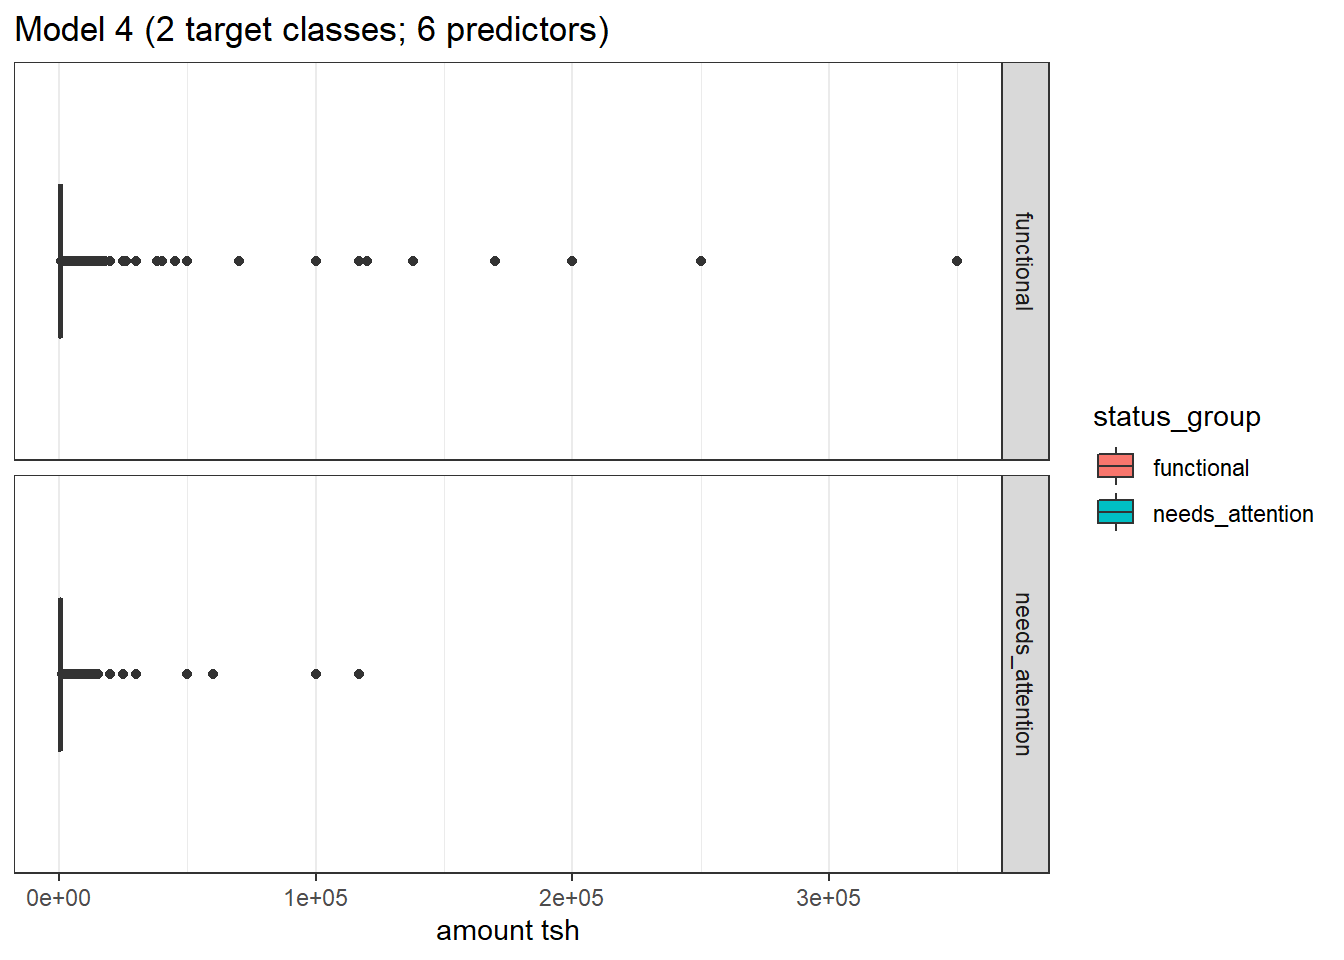 Model 4 (2 target classes; 6 predictors)
functional
needs_attention
0e+00
1e+05
2e+05
3e+05
amount tsh
status_group
functional
needs_attention